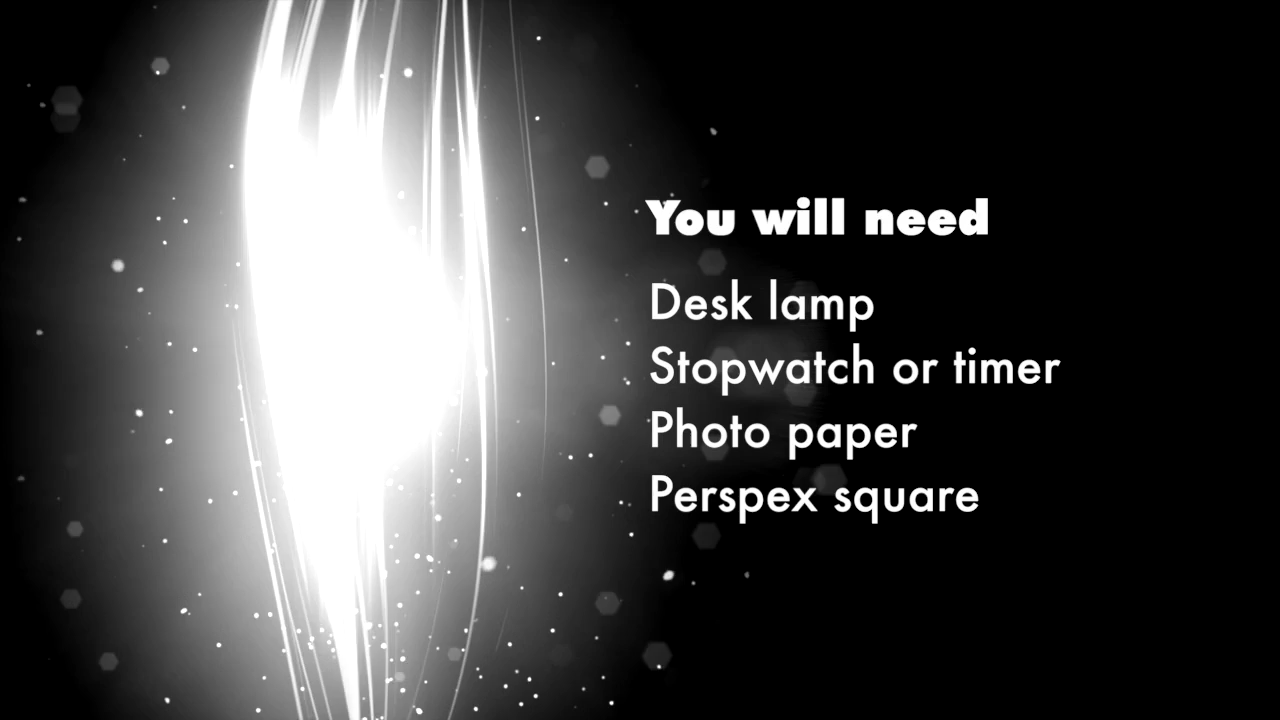 You will need
Desk lamp
Stopwatch or timer
Photo paper
Perspex square